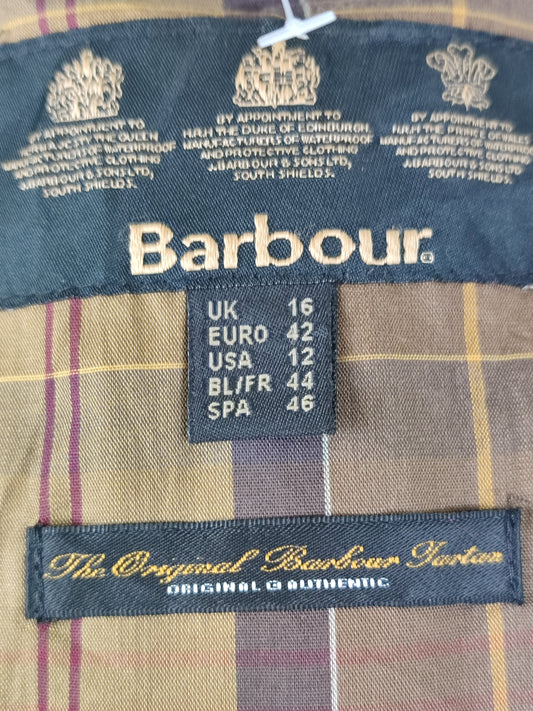 BY APPOINTMENT TO
THE QUEEN
MANUFACTURERS OF WATERPROOF
AND PROTECTIVE CLOTHING
J.BARBOUR & SONS LTD,
SOUTH SHIELDS.
BY APPOINTMENT TO
H.R.H. THE DUKE OF EDINBURGH
MANUFACTURERS OF WATERPROOF
AND PROTECTIVE CLOTHING
J.BARBOUR & SONS LTD,
SOUTH SHIELDS.
BY APPOINTMENT TO
H.R.H. THE PRINCE OF WALES
MANUFACTURERS OF WATERPROOF
AND PROTECTIVE CLOTHING
J.BARBOUR & SONS LTD,
SOUTH SHIELDS.
Barbour
UK 16
EURO 42
USA 12
BL/FR 44
SPA 46
The Original Barbour Tartan
ORIGINAL & AUTHENTIC